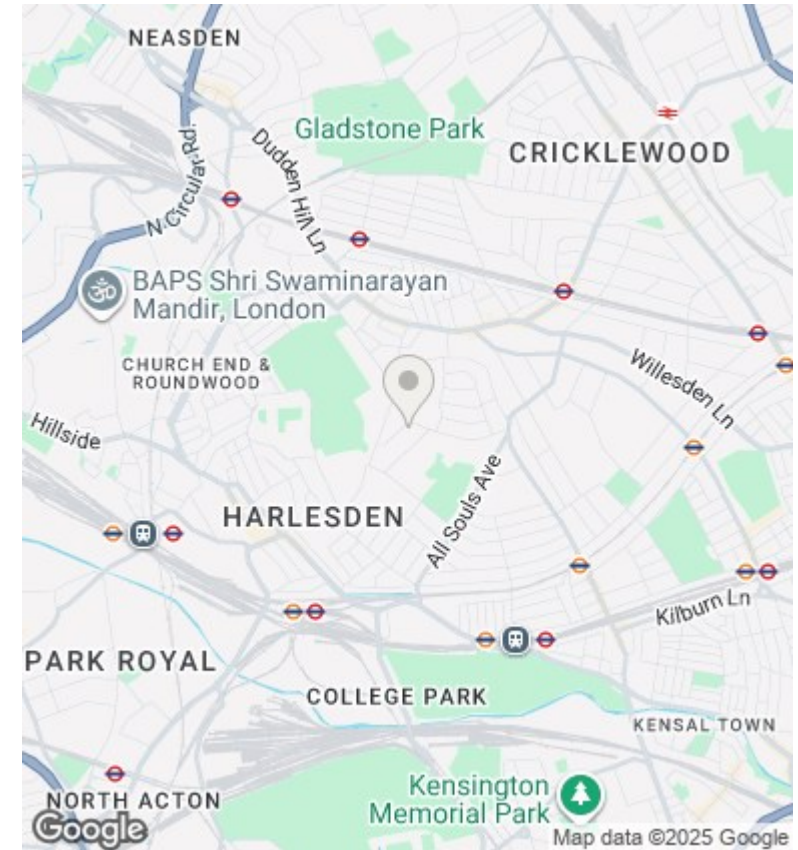 NEASDEN
Gladstone Park
CRICKLEWOOD
Dudden Hill Ln
N Circular Rd.
BAPS Shri Swaminarayan
Mandir, London
CHURCH END &
ROUNDWOOD
Willesden Ln
Hillside
HARLESDEN
All Souls Ave
Kilburn Ln
PARK ROYAL
COLLEGE PARK
KENSAL TOWN
NORTH ACTON
Kensington
Memorial Park
Google
Map data ©2025 Google